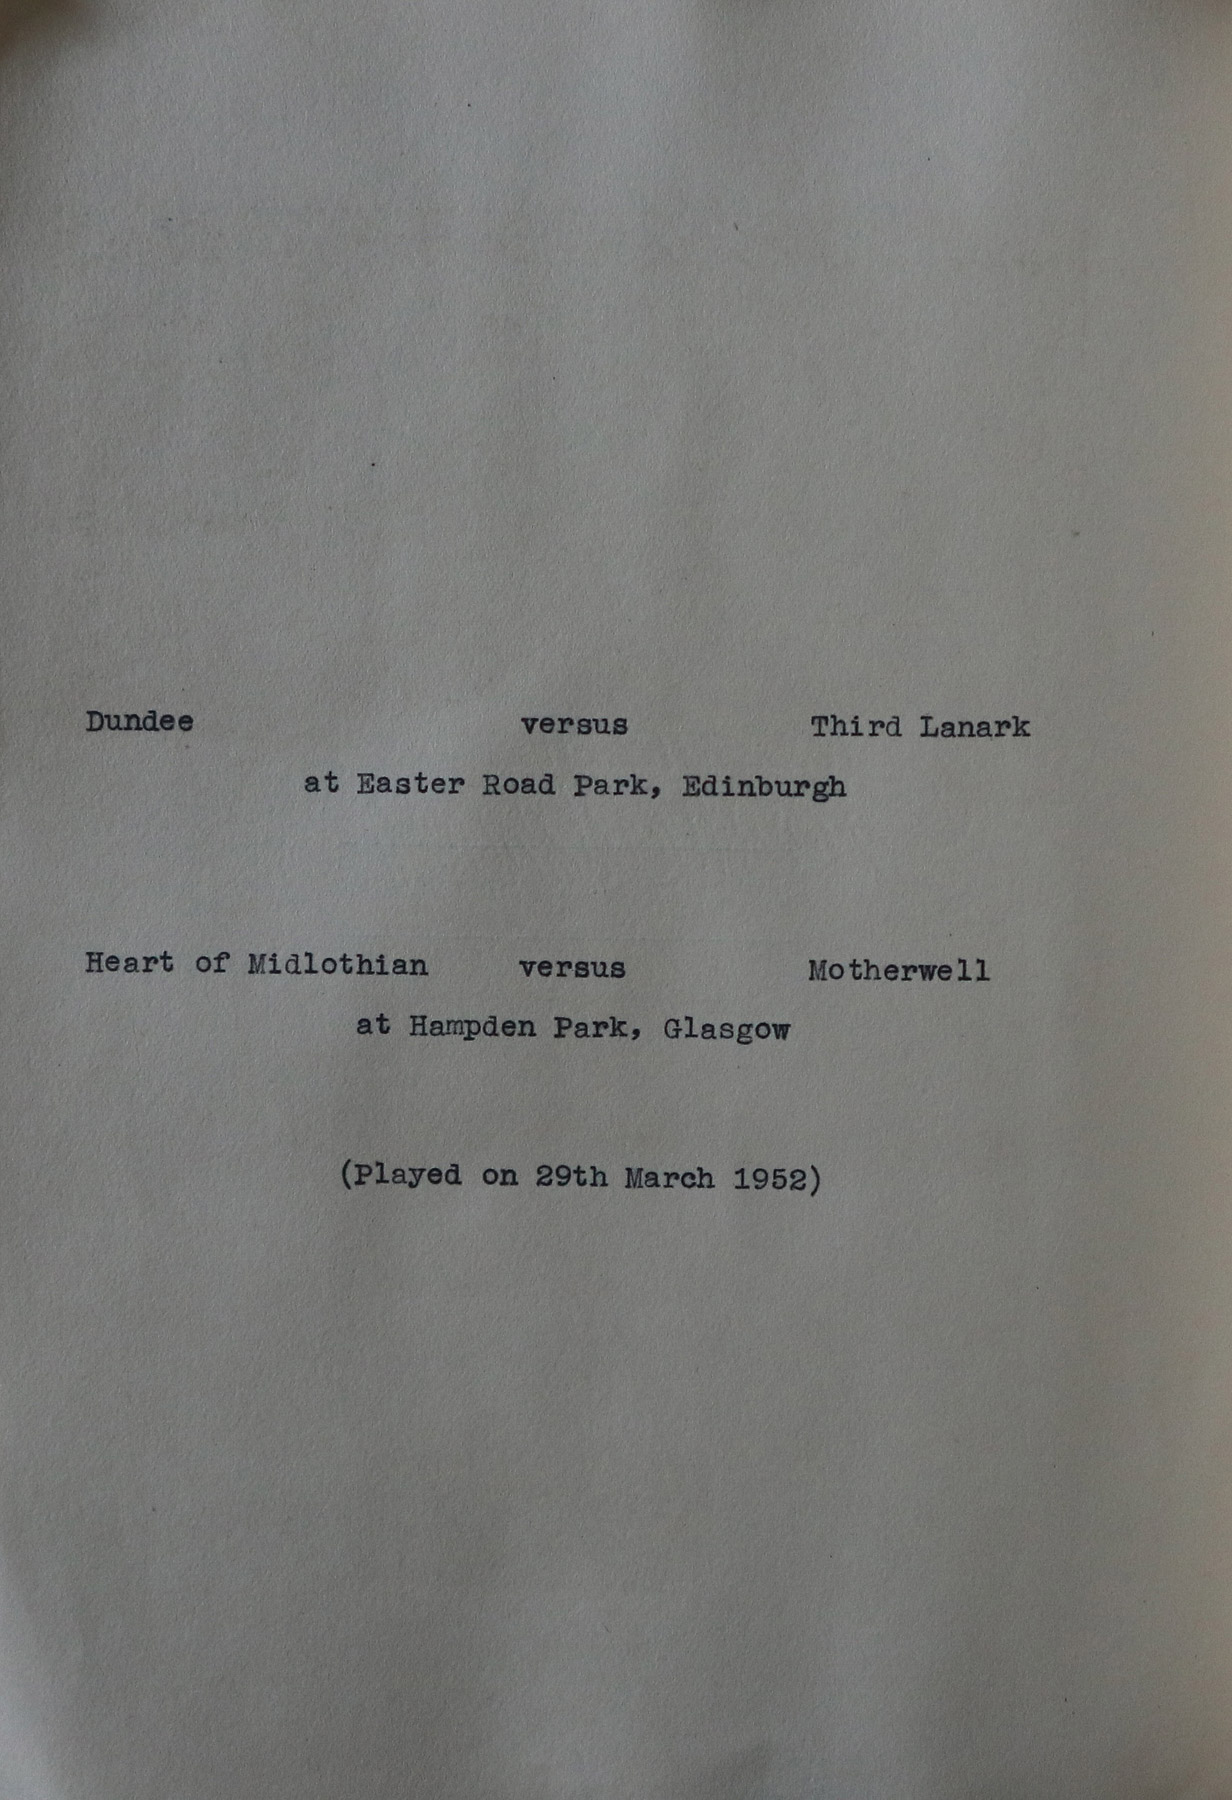 Dundee versus Third Lanark
at Easter Road Park, Edinburgh
Heart of Midlothian versus Motherwell
at Hampden Park, Glasgow
(Played on 29th March 1952)